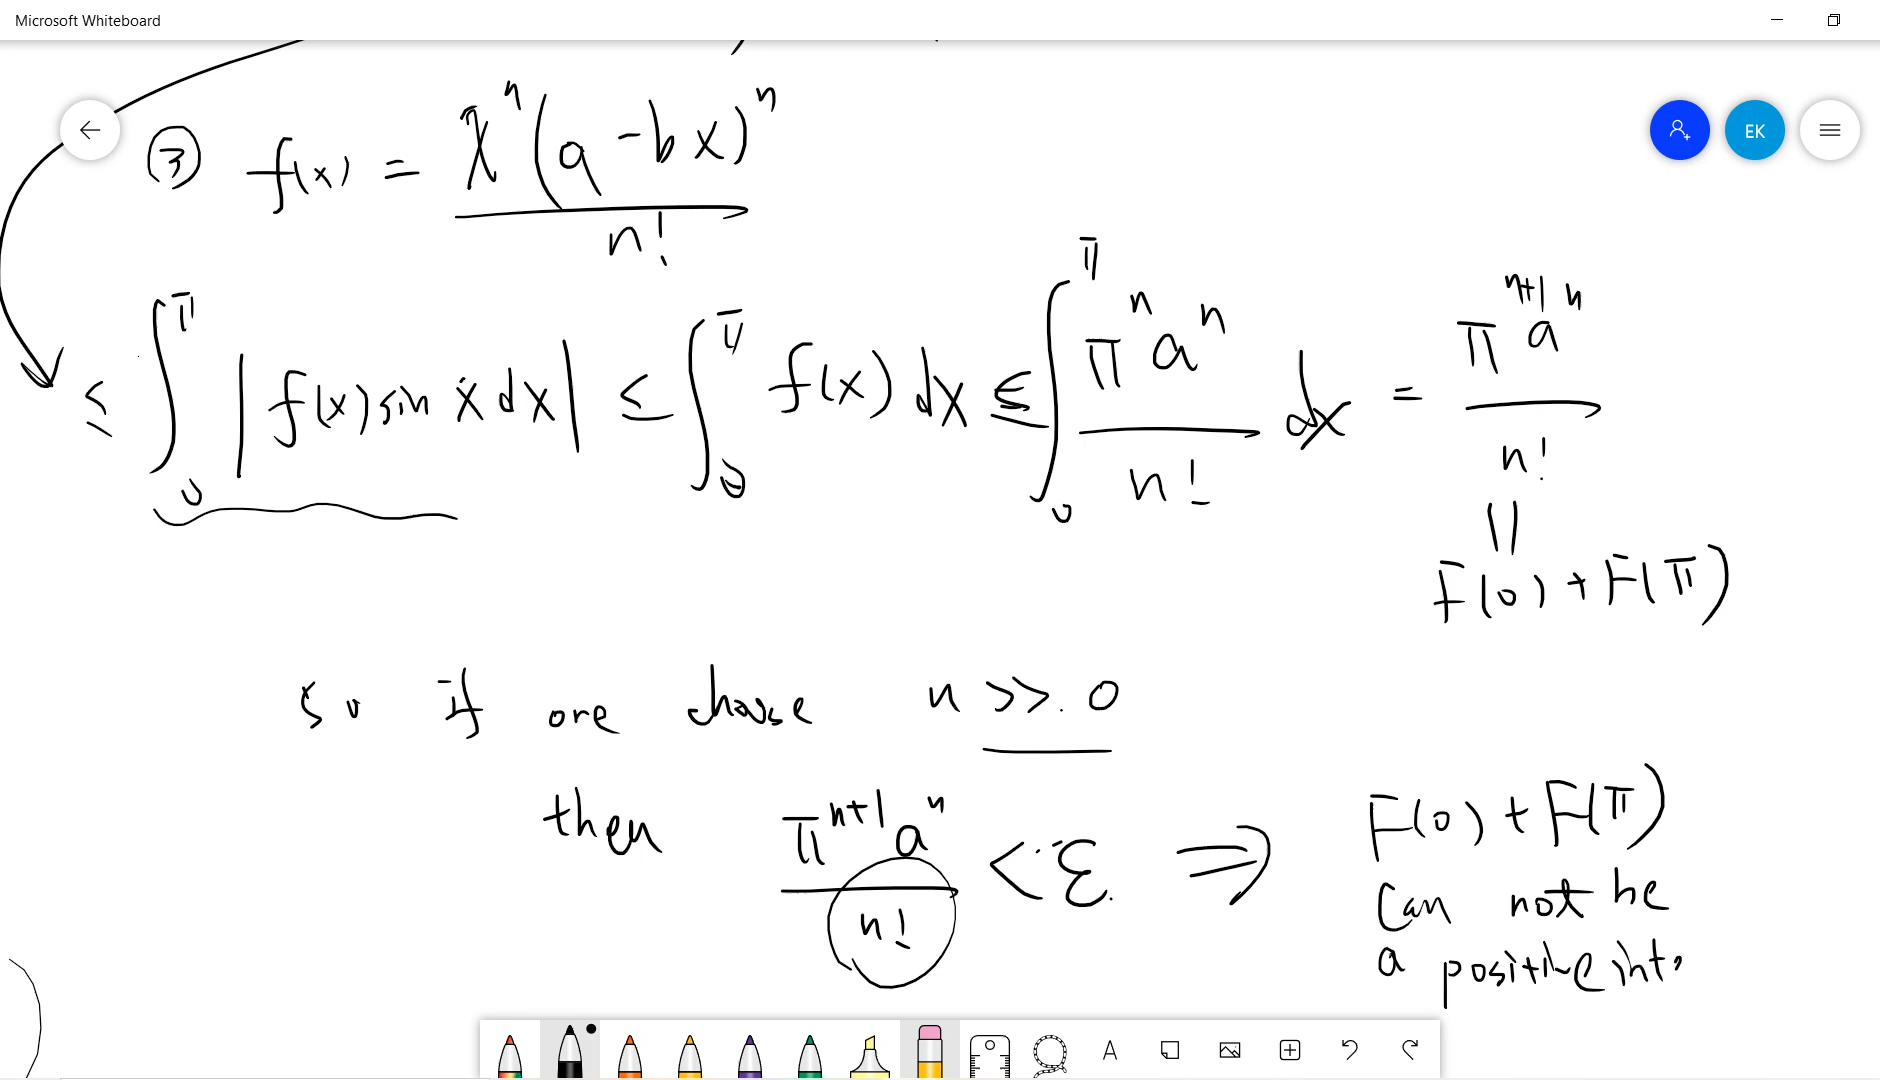 Microsoft Whiteboard
EK
③ f(x) = x^n (a - bx)^n / n!
≤ ∫_0^π |f(x) sin x dx| ≤ ∫_0^π f(x) dx ≤ ∫_0^π π^n a^n / n! dx = π^{n+1} a^n / n!
||
F(0) + F(π)
so if one choose n >> 0
then π^{n+1} a^n / n! < ε ⇒ F(0) + F(π)
can not be
a positive int.
A